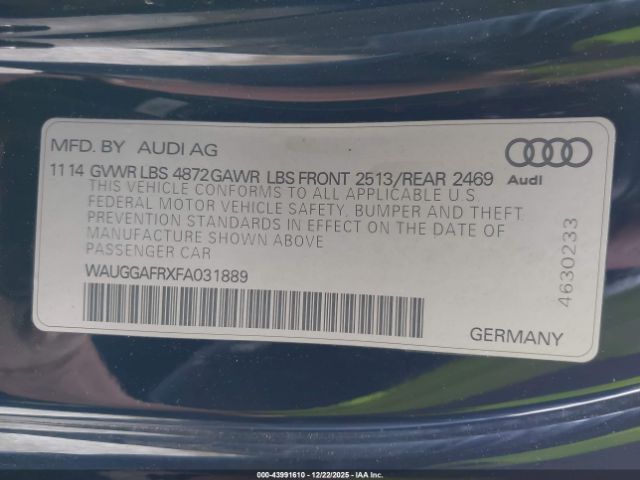 MFD. BY AUDI AG
11 14 GVWR LBS 4872 GAWR LBS FRONT 2513/REAR 2469
Audi
THIS VEHICLE CONFORMS TO ALL APPLICABLE U.S
FEDERAL MOTOR VEHICLE SAFETY, BUMPER AND THEFT
PREVENTION STANDARDS IN EFFECT ON THE DATE OF
MANUFACTURE SHOWN ABOVE
PASSENGER CAR
WAUGGAFRXFA031889
4630233
GERMANY
000-43991610 - 12/22/2025 - IAAI.COM